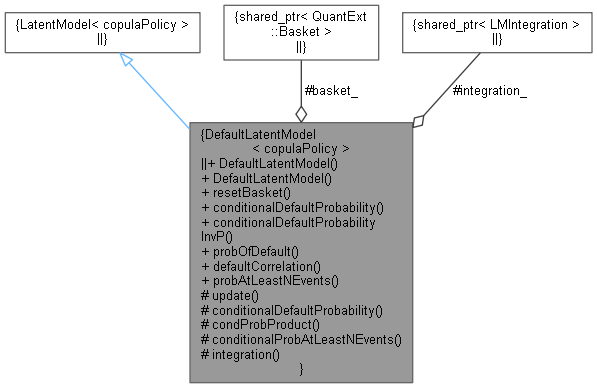 {LatentModel< copulaPolicy >
||}
{shared_ptr< QuantExt
::Basket >
||}
{shared_ptr< LMIntegration >
||}
#basket_
#integration_
{DefaultLatentModel
< copulaPolicy >
||+ DefaultLatentModel()
+ DefaultLatentModel()
+ resetBasket()
+ conditionalDefaultProbability()
+ conditionalDefaultProbability
InvP()
+ probOfDefault()
+ defaultCorrelation()
+ probAtLeastNEvents()
# update()
# conditionalDefaultProbability()
# condProbProduct()
# conditionalProbAtLeastNEvents()
# integration()
}